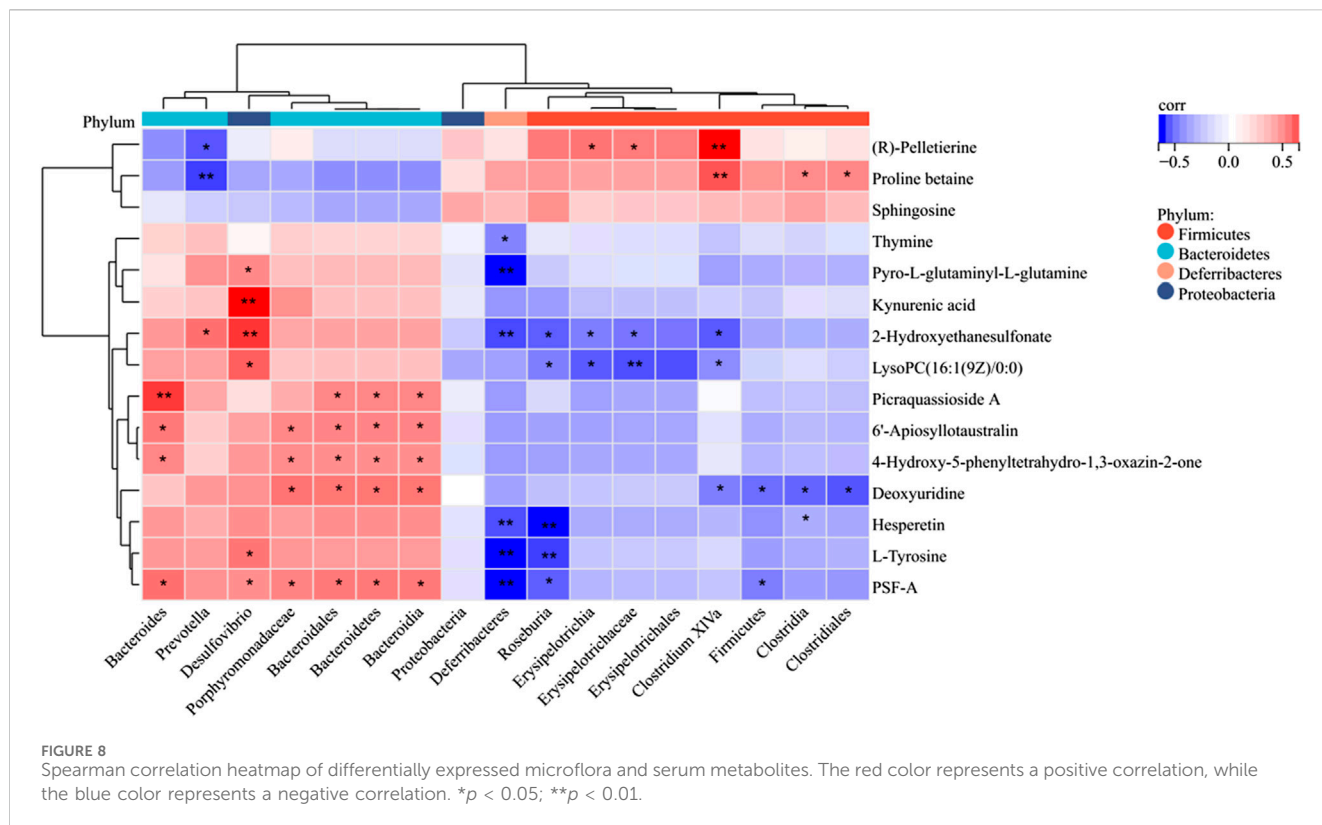 corr
−0.5 0.0 0.5
Phylum:
Firmicutes
Bacteroidetes
Deferribacteres
Proteobacteria
Phylum
* * * ** (R)-Pelletierine
** ** * * Proline betaine
Sphingosine
* Thymine
* ** Pyro-L-glutaminyl-L-glutamine
** Kynurenic acid
* ** ** * * * * 2-Hydroxyethanesulfonate
* * * ** * LysoPC(16:1(9Z)/0:0)
** * * * Picraquassioside A
* * * * * 6'-Apiosyllotaustralin
* * * * * 4-Hydroxy-5-phenyltetrahydro-1,3-oxazin-2-one
* * * * * * * * Deoxyuridine
** ** * Hesperetin
* ** ** L-Tyrosine
* * * * * * ** * * PSF-A
Bacteroides
Prevotella
Desulfovibrio
Porphyromonadaceae
Bacteroidales
Bacteroidetes
Bacteroidia
Proteobacteria
Deferribacteres
Roseburia
Erysipelotrichia
Erysipelotrichaceae
Erysipelotrichales
Clostridium XIVa
Firmicutes
Clostridia
Clostridiales
FIGURE 8
Spearman correlation heatmap of differentially expressed microflora and serum metabolites. The red color represents a positive correlation, while
the blue color represents a negative correlation. *p < 0.05; **p < 0.01.